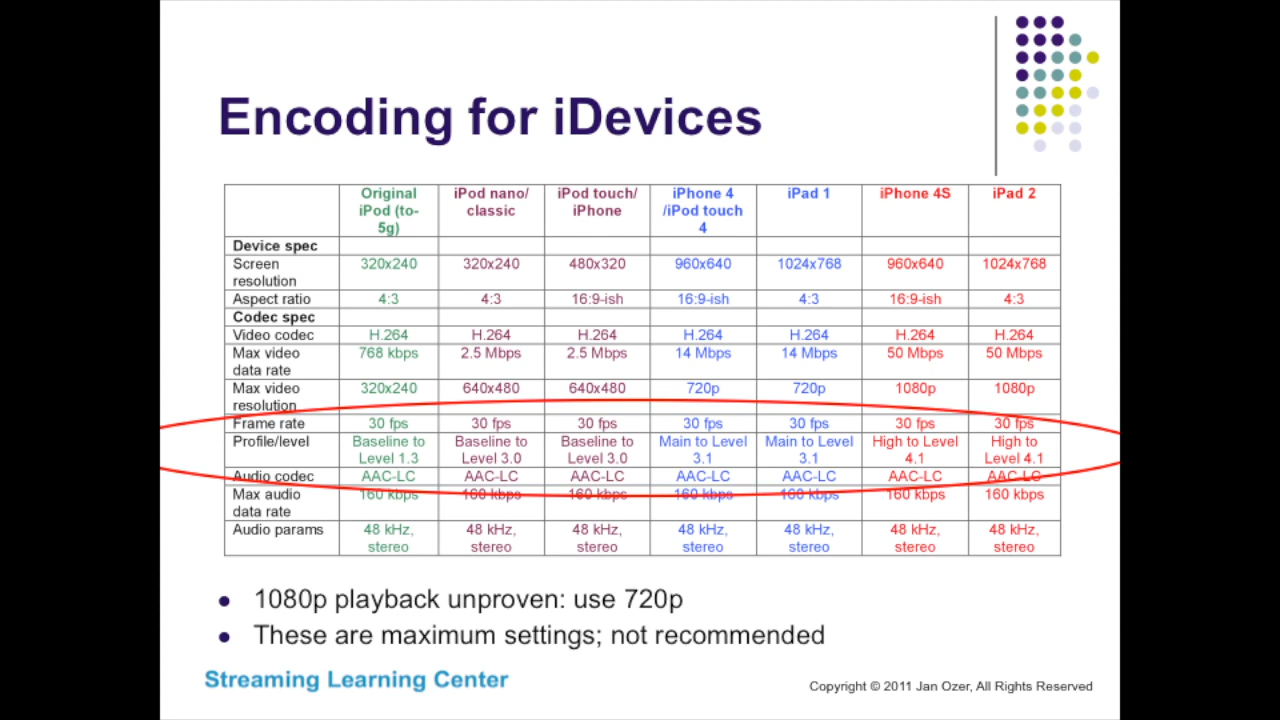 Encoding for iDevices
Original iPod (to-5g) iPod nano/ classic iPod touch/ iPhone iPhone 4 /iPod touch 4 iPad 1 iPhone 4S iPad 2
Device spec
Screen resolution 320x240 320x240 480x320 960x640 1024x768 960x640 1024x768
Aspect ratio 4:3 4:3 16:9-ish 16:9-ish 4:3 16:9-ish 4:3
Codec spec
Video codec H.264 H.264 H.264 H.264 H.264 H.264 H.264
Max video data rate 768 kbps 2.5 Mbps 2.5 Mbps 14 Mbps 14 Mbps 50 Mbps 50 Mbps
Max video resolution 320x240 640x480 640x480 720p 720p 1080p 1080p
Frame rate 30 fps 30 fps 30 fps 30 fps 30 fps 30 fps 30 fps
Profile/level Baseline to Level 1.3 Baseline to Level 3.0 Baseline to Level 3.0 Main to Level 3.1 Main to Level 3.1 High to Level 4.1 High to Level 4.1
Audio codec AAC-LC AAC-LC AAC-LC AAC-LC AAC-LC AAC-LC AAC-LC
Max audio data rate 160 kbps 160 kbps 160 kbps 160 kbps 160 kbps 160 kbps 160 kbps
Audio params 48 kHz, stereo 48 kHz, stereo 48 kHz, stereo 48 kHz, stereo 48 kHz, stereo 48 kHz, stereo 48 kHz, stereo
● 1080p playback unproven: use 720p
● These are maximum settings; not recommended
Streaming Learning Center
Copyright © 2011 Jan Ozer, All Rights Reserved